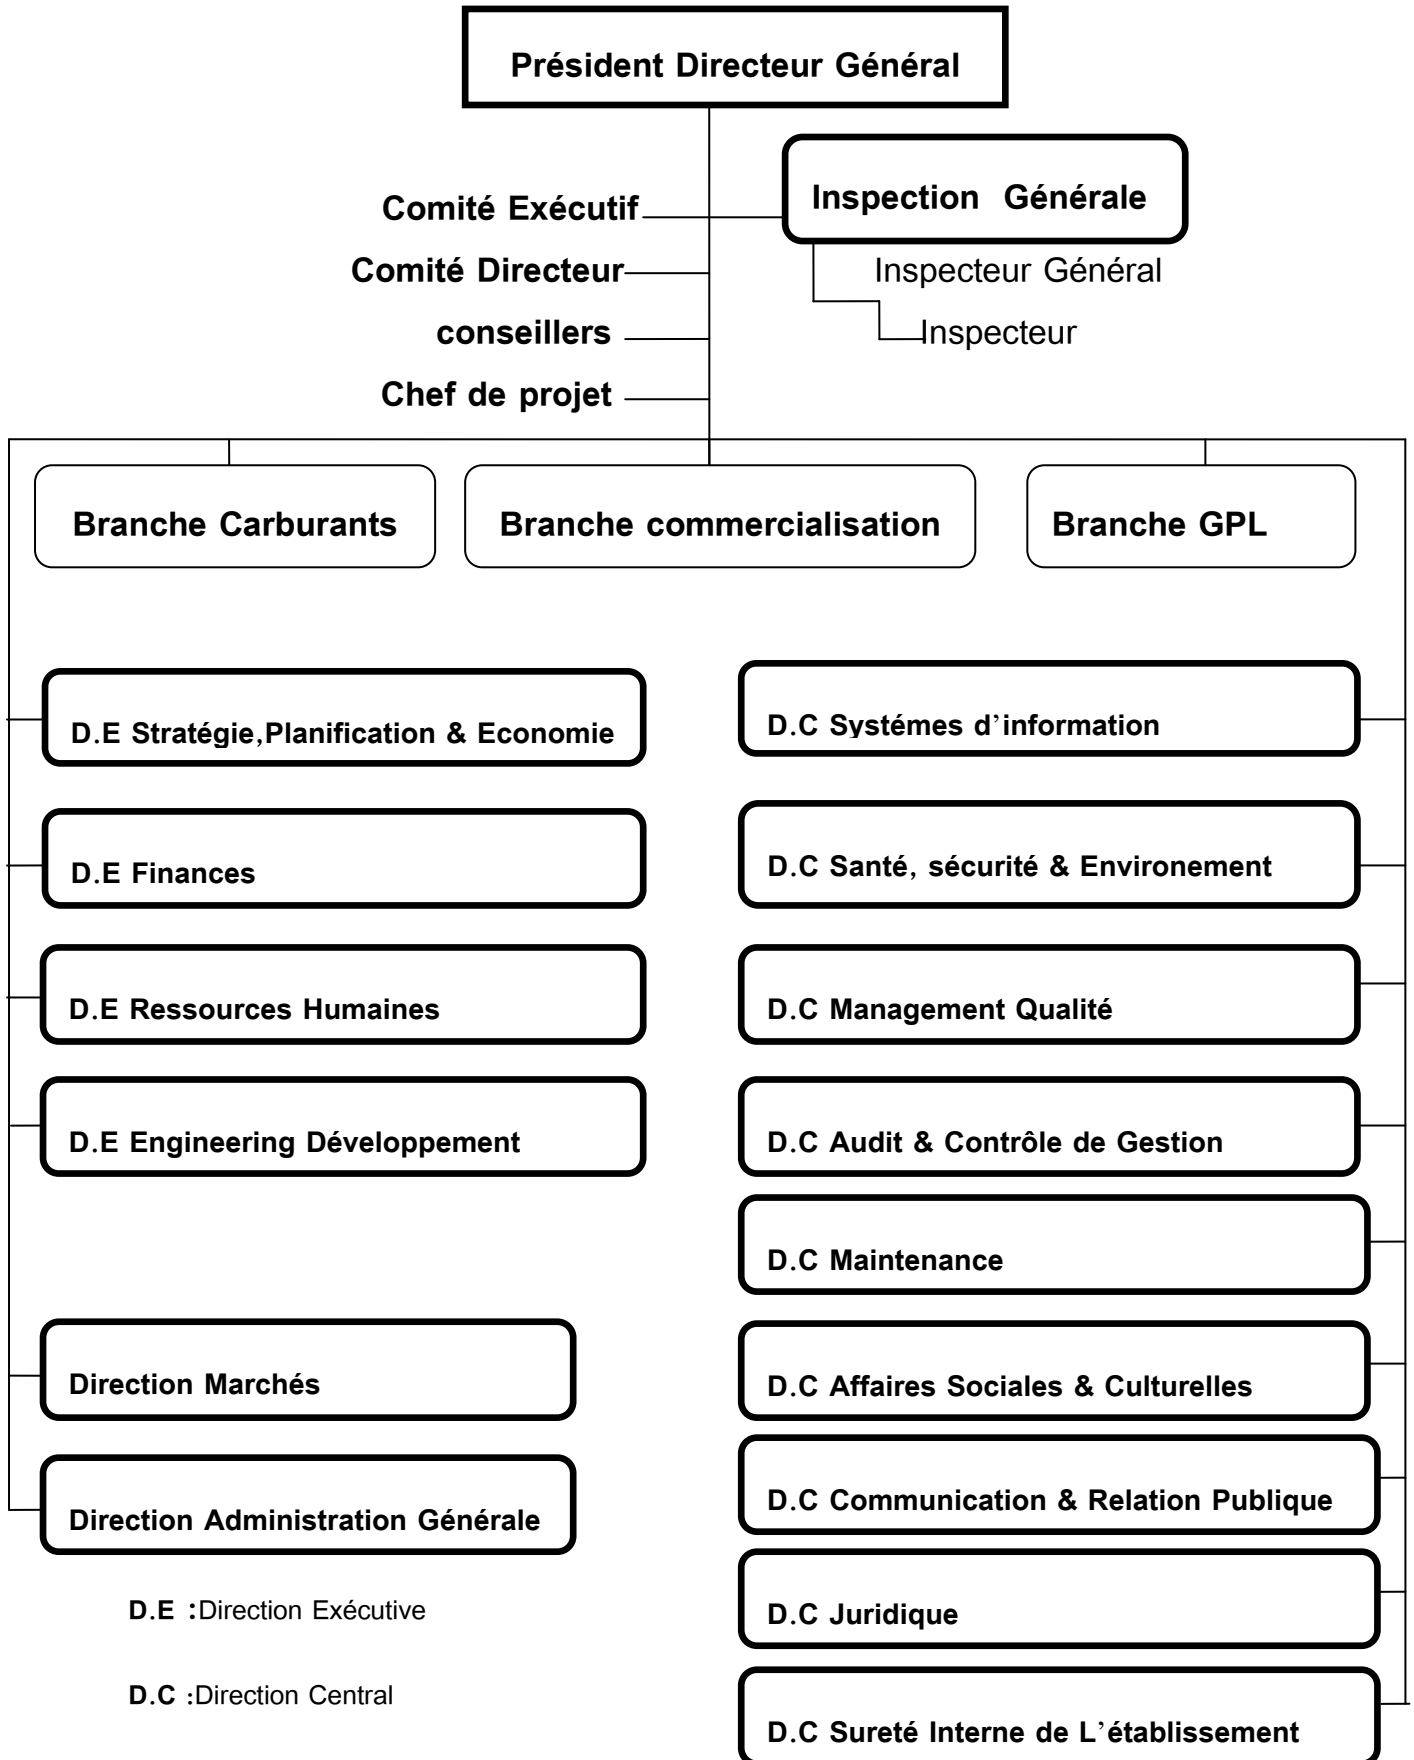 Président Directeur Général
Inspection Générale
Comité Exécutif
Comité Directeur
Inspecteur Général
conseillers
Inspecteur
Chef de projet
Branche Carburants
Branche commercialisation
Branche GPL
D.E Stratégie,Planification & Economie
D.C Systémes d’information
D.E Finances
D.C Santé, sécurité & Environement
D.E Ressources Humaines
D.C Management Qualité
D.E Engineering Développement
D.C Audit & Contrôle de Gestion
D.C Maintenance
Direction Marchés
D.C Affaires Sociales & Culturelles
D.C Communication & Relation Publique
Direction Administration Générale
D.E :Direction Exécutive
D.C Juridique
D.C :Direction Central
D.C Sureté Interne de L’établissement